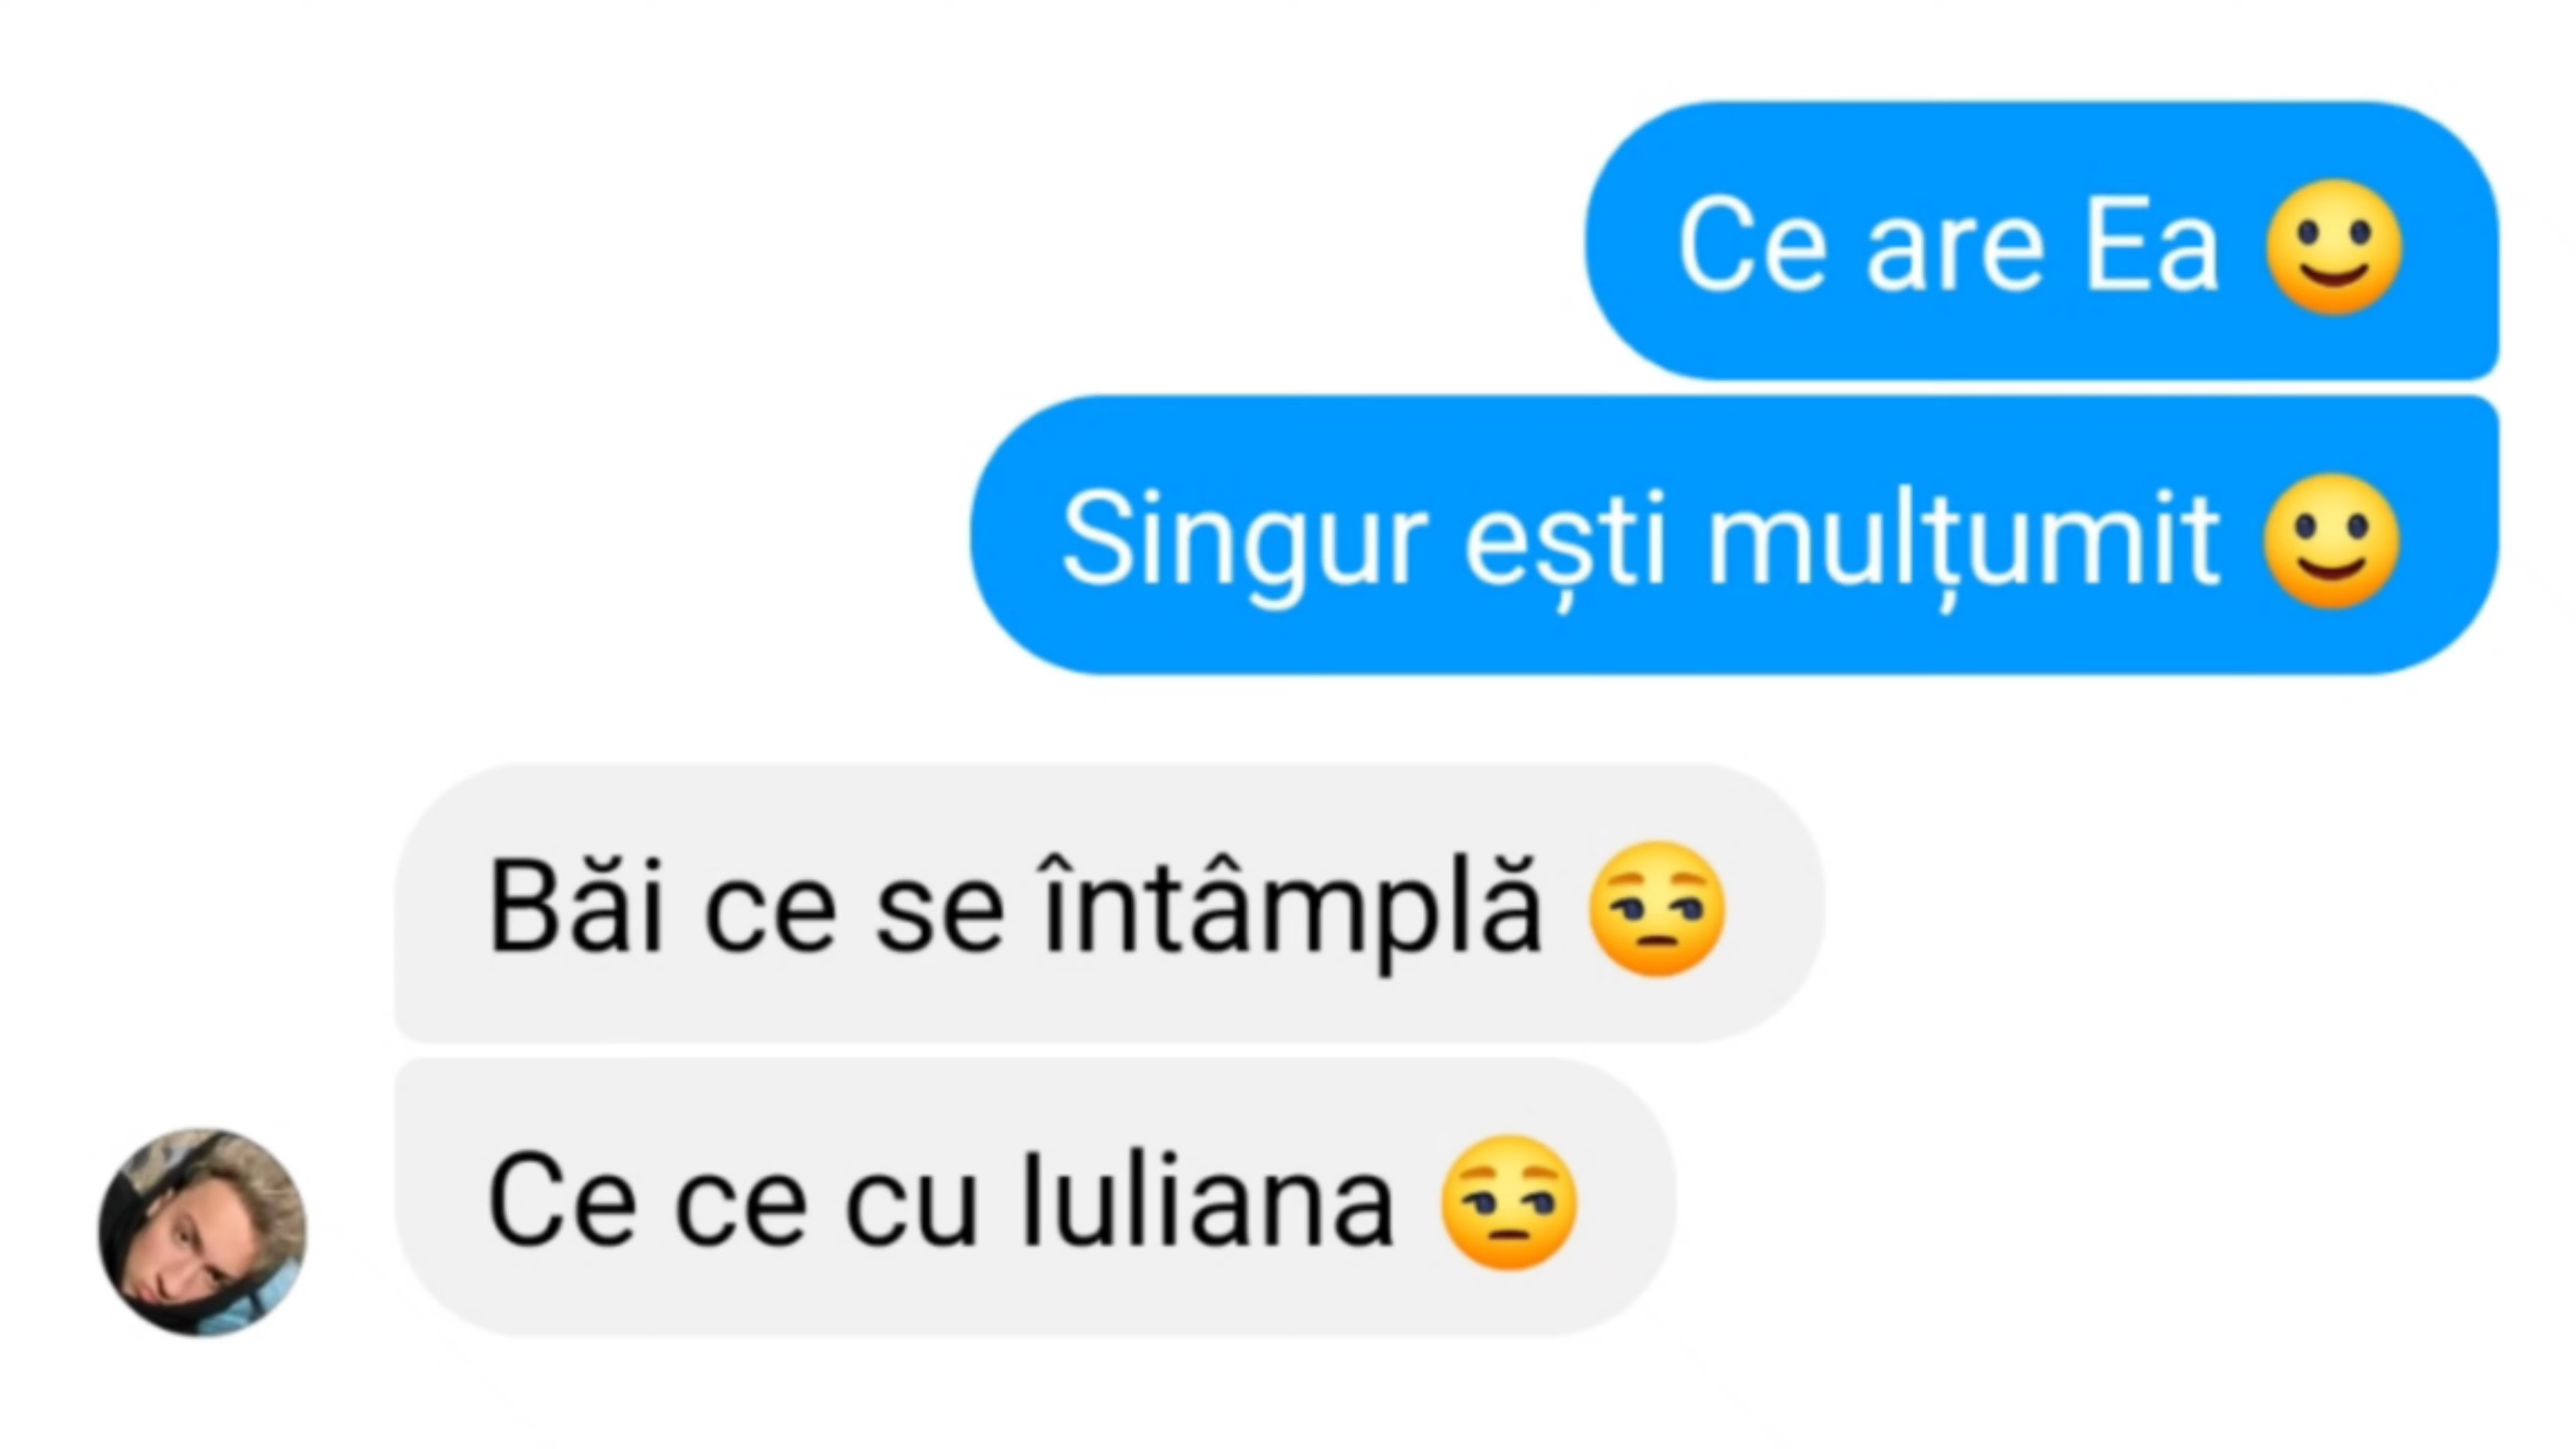 Ce are Ea 🙂
Singur ești mulțumit 🙂
Băi ce se întâmplă 😒
Ce ce cu Iuliana 😒